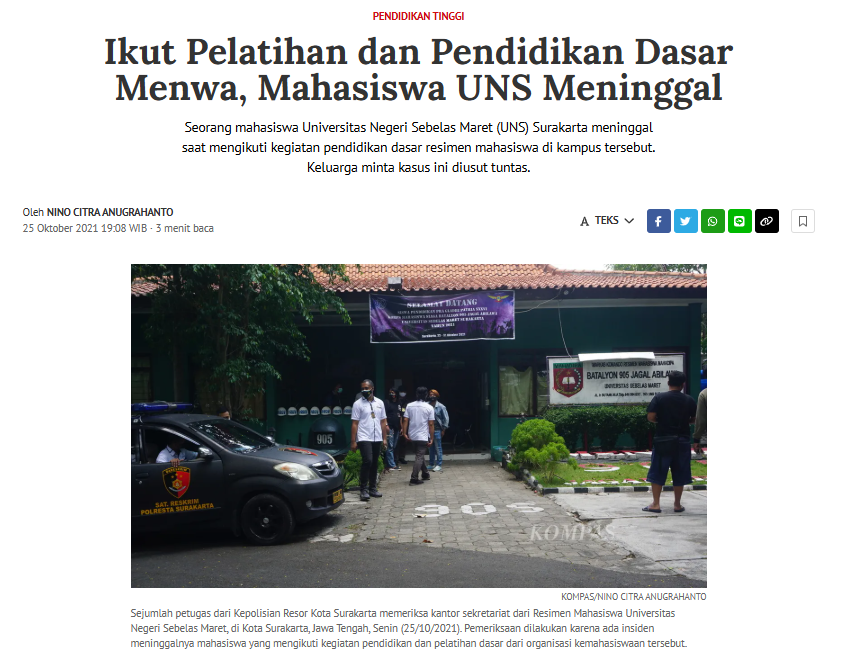 PENDIDIKAN TINGGI
Ikut Pelatihan dan Pendidikan Dasar
Menwa, Mahasiswa UNS Meninggal
Seorang mahasiswa Universitas Negeri Sebelas Maret (UNS) Surakarta meninggal
saat mengikuti kegiatan pendidikan dasar resimen mahasiswa di kampus tersebut.
Keluarga minta kasus ini diusut tuntas.
Oleh NINO CITRA ANUGRAHANTO
25 Oktober 2021 19:08 WIB · 3 menit baca
A TEKS
SELAMAT DATANG
UNIVERSITAS SEBELAS MARET SURAKARTA
TAHUN 2021
BATALYON 905 JAGAL ABILAWA
UNIVERSITAS SEBELAS MARET
905
SAT. RESKRIM
POLRESTA SURAKARTA
905
KOMPAS
KOMPAS/NINO CITRA ANUGRAHANTO
Sejumlah petugas dari Kepolisian Resor Kota Surakarta memeriksa kantor sekretariat dari Resimen Mahasiswa Universitas
Negeri Sebelas Maret, di Kota Surakarta, Jawa Tengah, Senin (25/10/2021). Pemeriksaan dilakukan karena ada insiden
meninggalnya mahasiswa yang mengikuti kegiatan pendidikan dan pelatihan dasar dari organisasi kemahasiswaan tersebut.